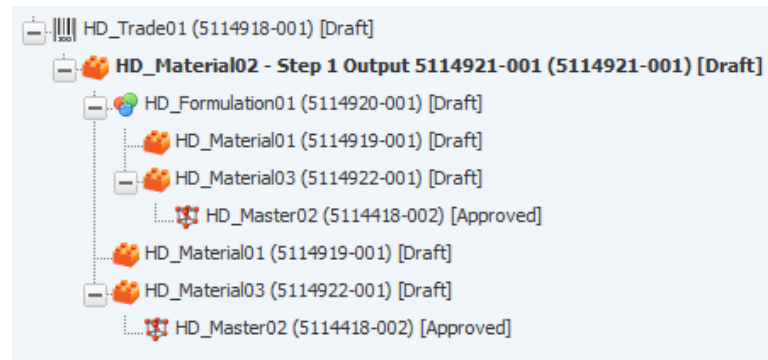 HD_Trade01 (5114918-001) [Draft]
HD_Material02 - Step 1 Output 5114921-001 (5114921-001) [Draft]
HD_Formulation01 (5114920-001) [Draft]
HD_Material01 (5114919-001) [Draft]
HD_Material03 (5114922-001) [Draft]
HD_Master02 (5114418-002) [Approved]
HD_Material01 (5114919-001) [Draft]
HD_Material03 (5114922-001) [Draft]
HD_Master02 (5114418-002) [Approved]